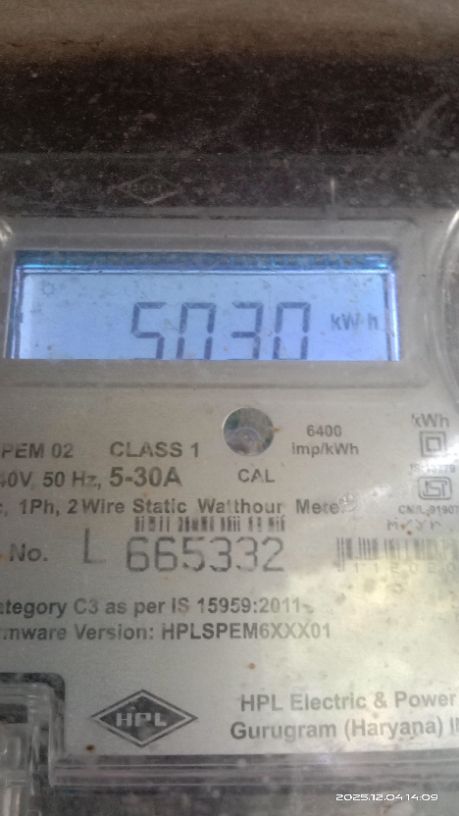 5030 kWh
kWh
6400
PEM 02 CLASS 1 imp/kWh
40V, 50 Hz, 5-30A CAL
, 1Ph, 2 Wire Static Watthour Meter
No. L 665332
ategory C3 as per IS 15959:2011
mware Version: HPLSPEM6XXX01
HPL
HPL Electric & Power
Gurugram (Haryana) I
2025.12.04 14:09